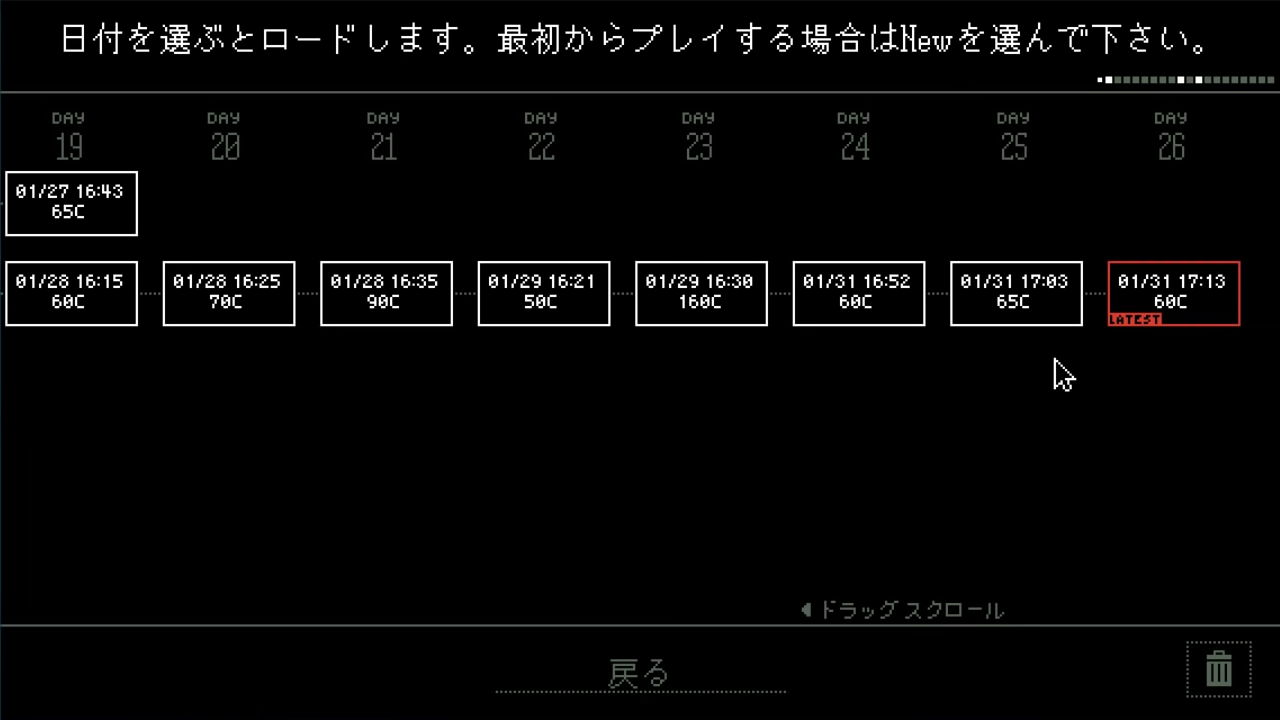 日付を選ぶとロードします。最初からプレイする場合はNewを選んで下さい。
DAY DAY DAY DAY DAY DAY DAY DAY
19 20 21 22 23 24 25 26
01/27 16:43
65C
01/28 16:15 01/28 16:25 01/28 16:35 01/29 16:21 01/29 16:30 01/31 16:52 01/31 17:03 01/31 17:13
60C 70C 90C 50C 160C 60C 65C 60C
LATEST
ドラッグスクロール
戻る